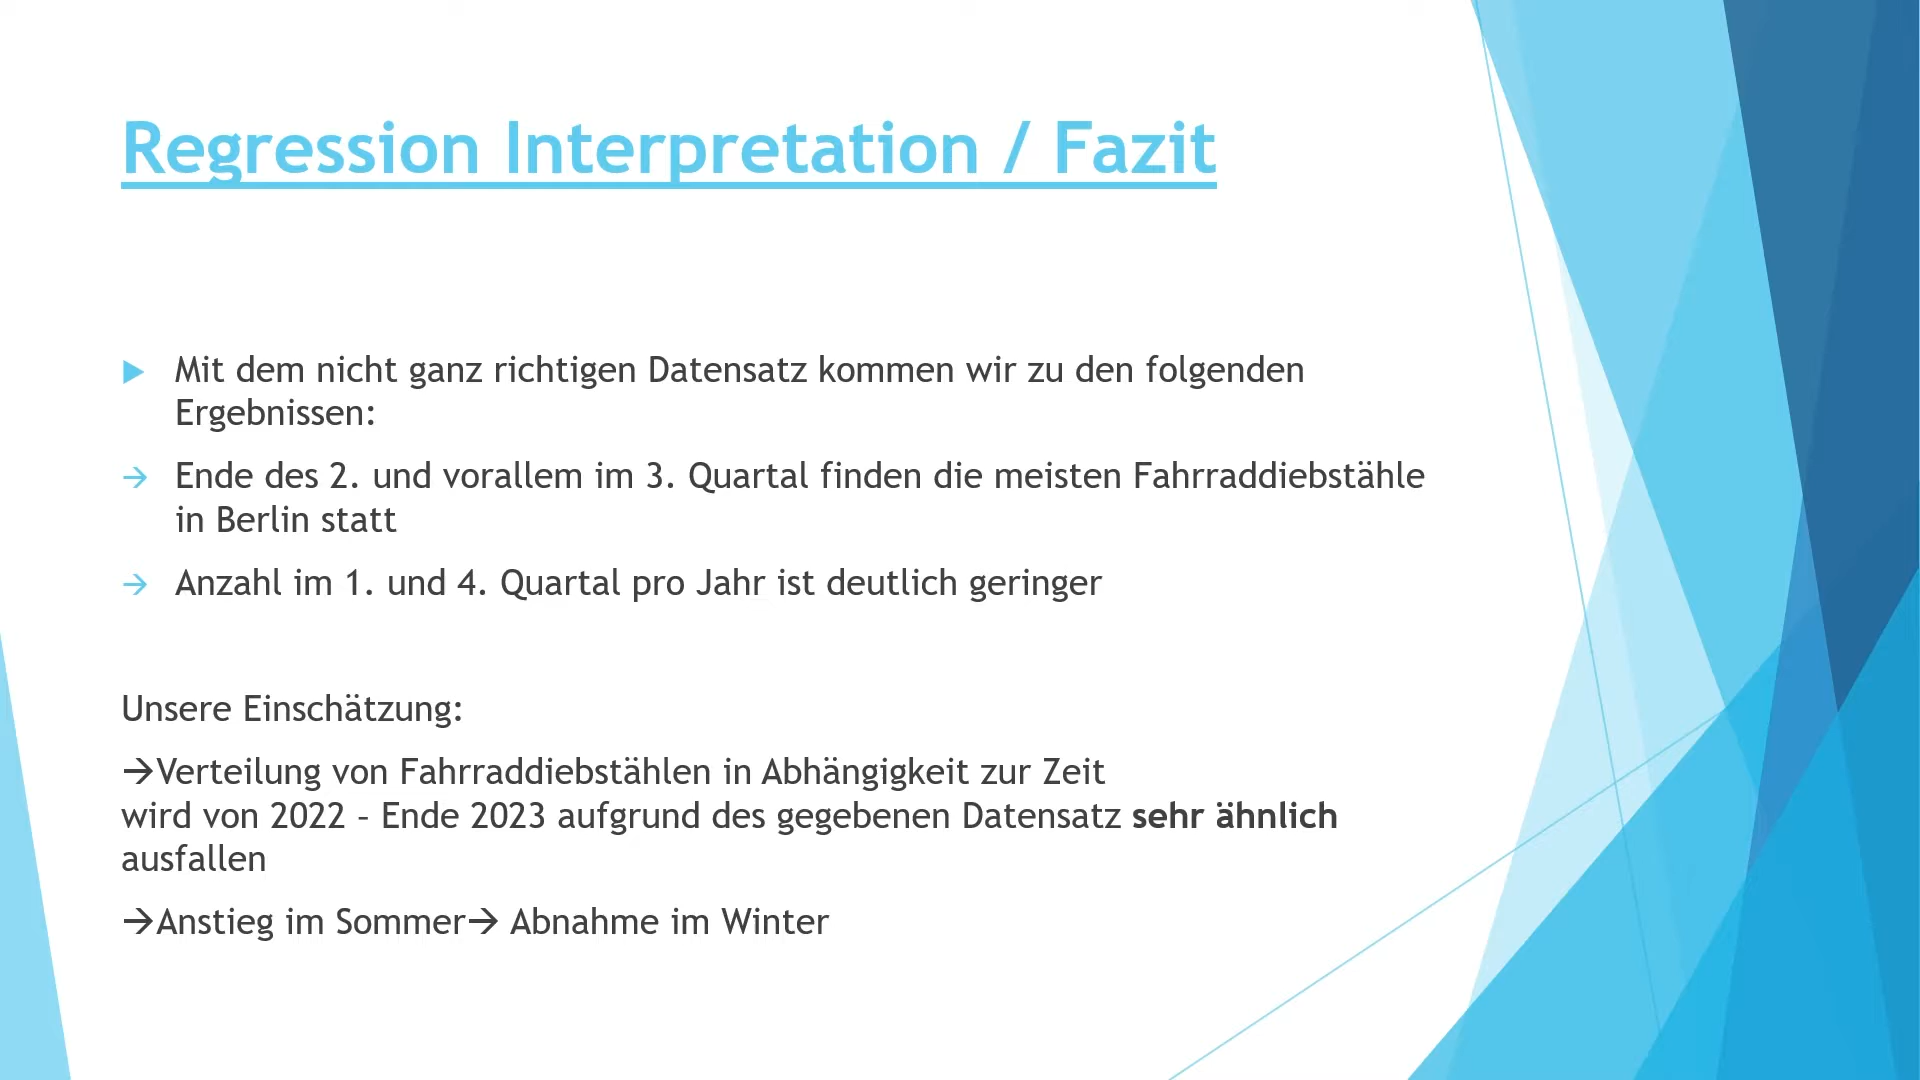 Regression Interpretation / Fazit
Mit dem nicht ganz richtigen Datensatz kommen wir zu den folgenden
Ergebnissen:
→ Ende des 2. und vorallem im 3. Quartal finden die meisten Fahrraddiebstähle
in Berlin statt
→ Anzahl im 1. und 4. Quartal pro Jahr ist deutlich geringer
Unsere Einschätzung:
→Verteilung von Fahrraddiebstählen in Abhängigkeit zur Zeit
wird von 2022 – Ende 2023 aufgrund des gegebenen Datensatz sehr ähnlich
ausfallen
→Anstieg im Sommer→ Abnahme im Winter